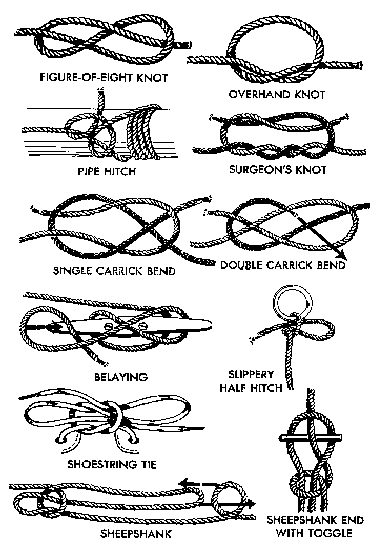 FIGURE-OF-EIGHT KNOT
OVERHAND KNOT
PIPE HITCH
SURGEON'S KNOT
SINGLE CARRICK BEND
DOUBLE CARRICK BEND
BELAYING
SLIPPERY
HALF HITCH
SHOESTRING TIE
SHEEPSHANK
SHEEPSHANK END
WITH TOGGLE